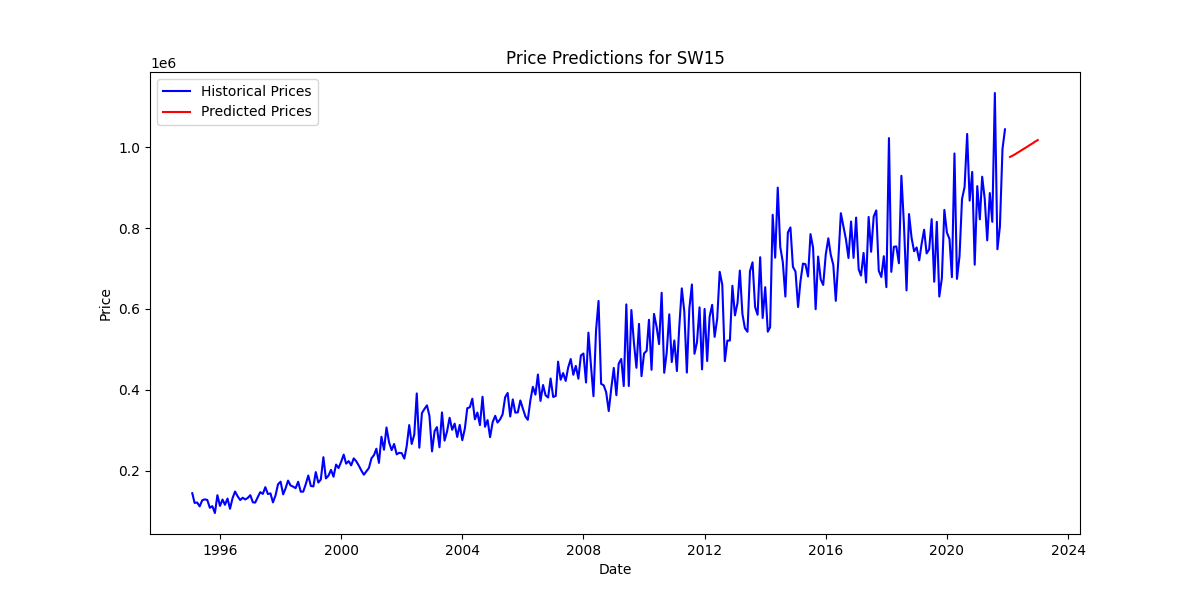 Price Predictions for SW15
1e6
Historical Prices
Predicted Prices
1.0
0.8
0.6
0.4
0.2
Price
1996 2000 2004 2008 2012 2016 2020 2024
Date